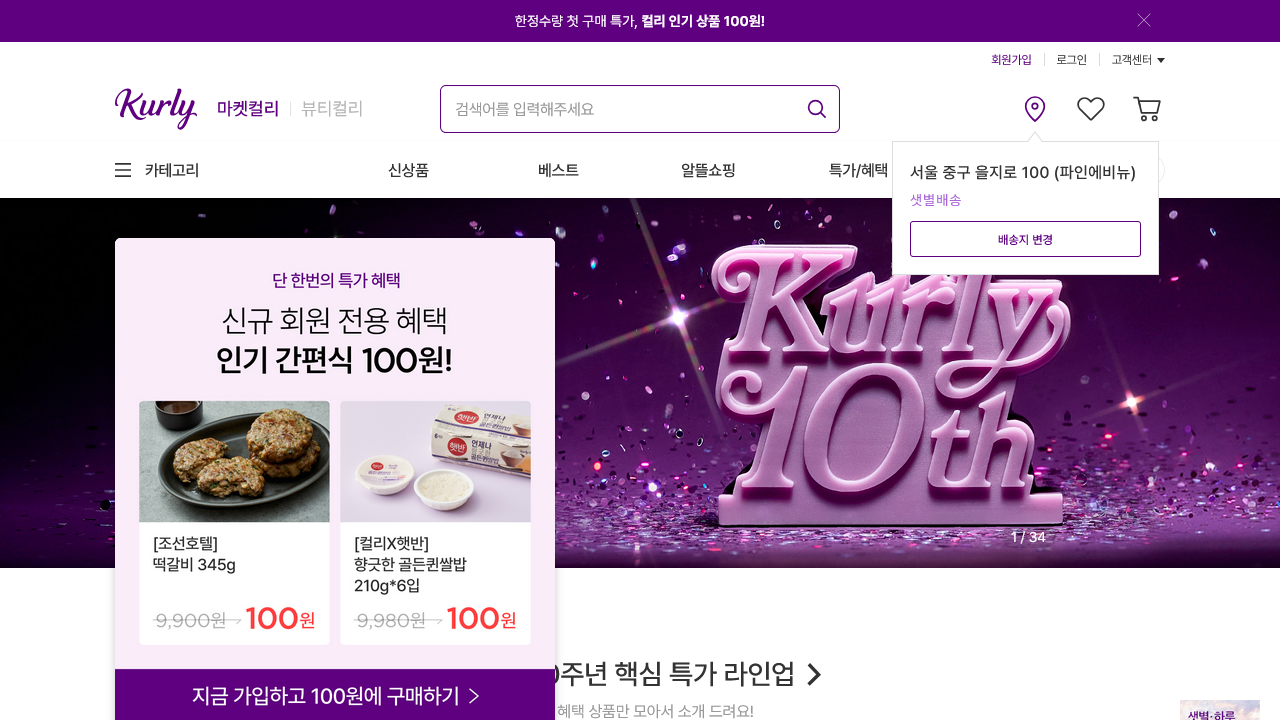 한정수량 첫 구매 특가, 컬리 인기 상품 100원!
회원가입
로그인
고객센터
Kurly
마켓컬리
뷰티컬리
검색어를 입력해주세요
카테고리
신상품
베스트
알뜰쇼핑
특가/혜택
서울 중구 을지로 100 (파인에비뉴)
샛별배송
배송지 변경
Kurly
10th
1 / 34
단 한번의 특가 혜택
신규 회원 전용 혜택
인기 간편식 100원!
햇반
언제나
골든퀸쌀밥
[조선호텔]
떡갈비 345g
9,900원 → 100원
[컬리X햇반]
향긋한 골든퀸쌀밥
210g*6입
9,980원 → 100원
지금 가입하고 100원에 구매하기
0주년 핵심 특가 라인업
혜택 상품만 모아서 소개 드려요!
샛별·하루